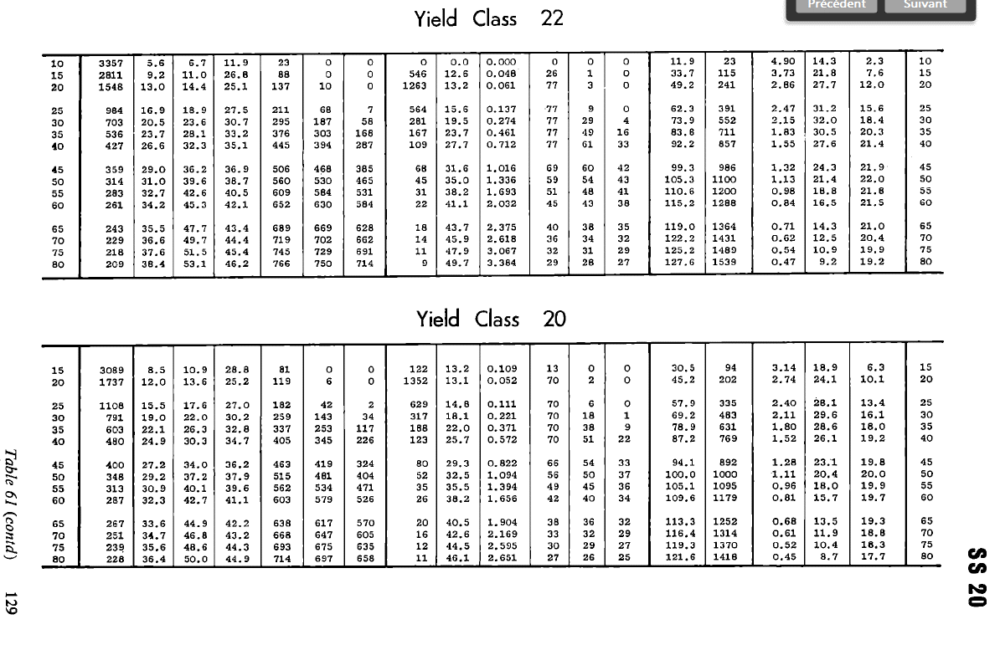 Précédent Suivant
Yield Class 22
10 3357 5.6 6.7 11.9 23 0 0 0 0.0 0.000 0 0 0 11.9 23 4.90 14.3 2.3 10
15 2811 9.2 11.0 26.8 88 0 0 546 12.6 0.048 26 1 0 33.7 115 3.73 21.8 7.6 15
20 1548 13.0 14.4 25.1 137 10 0 1263 13.2 0.061 77 3 0 49.2 241 2.86 27.7 12.0 20
25 984 16.9 18.9 27.5 211 68 7 564 15.6 0.137 77 9 0 62.3 391 2.47 31.2 15.6 25
30 703 20.5 23.6 30.7 295 187 58 281 19.5 0.274 77 29 4 73.9 552 2.15 32.0 18.4 30
35 536 23.7 28.1 33.2 376 303 168 167 23.7 0.461 77 49 16 83.8 711 1.83 30.5 20.3 35
40 427 26.6 32.3 35.1 445 394 287 109 27.7 0.712 77 61 33 92.2 857 1.55 27.6 21.4 40
45 359 29.0 36.2 36.9 506 468 385 68 31.6 1.016 69 60 42 99.3 986 1.32 24.3 21.9 45
50 314 31.0 39.6 38.7 560 530 465 45 35.0 1.336 59 54 43 105.3 1100 1.13 21.4 22.0 50
55 283 32.7 42.6 40.5 609 584 531 31 38.2 1.693 51 48 41 110.6 1200 0.98 18.8 21.8 55
60 261 34.2 45.3 42.1 652 630 584 22 41.1 2.032 45 43 38 115.2 1288 0.84 16.5 21.5 60
65 243 35.5 47.7 43.4 689 669 628 18 43.7 2.375 40 38 35 119.0 1364 0.71 14.3 21.0 65
70 229 36.6 49.7 44.4 719 702 662 14 45.9 2.618 36 34 32 122.2 1431 0.62 12.5 20.4 70
75 218 37.6 51.5 45.4 745 729 691 11 47.9 3.067 32 31 29 125.2 1489 0.54 10.9 19.9 75
80 209 38.4 53.1 46.2 766 750 714 9 49.7 3.384 29 28 27 127.6 1539 0.47 9.2 19.2 80
Yield Class 20
15 3089 8.5 10.9 28.8 81 0 0 122 13.2 0.109 13 0 0 30.5 94 3.14 18.9 6.3 15
20 1737 12.0 13.6 25.2 119 6 0 1352 13.1 0.052 70 2 0 45.2 202 2.74 24.1 10.1 20
25 1108 15.5 17.6 27.0 182 42 2 629 14.8 0.111 70 6 0 57.9 335 2.40 28.1 13.4 25
30 791 19.0 22.0 30.2 259 143 34 317 18.1 0.221 70 18 1 69.2 483 2.11 29.6 16.1 30
35 603 22.1 26.3 32.8 337 253 117 188 22.0 0.371 70 38 9 78.9 631 1.80 28.6 18.0 35
40 480 24.9 30.3 34.7 405 345 226 123 25.7 0.572 70 51 22 87.2 769 1.52 26.1 19.2 40
45 400 27.2 34.0 36.2 463 419 324 80 29.3 0.822 66 54 33 94.1 892 1.28 23.1 19.8 45
50 348 29.2 37.2 37.9 515 481 404 52 32.5 1.094 56 50 37 100.0 1000 1.11 20.4 20.0 50
55 313 30.9 40.1 39.6 562 534 471 35 35.5 1.394 49 45 36 105.1 1095 0.96 18.0 19.9 55
60 287 32.3 42.7 41.1 603 579 526 26 38.2 1.656 42 40 34 109.6 1179 0.81 15.7 19.7 60
65 267 33.6 44.9 42.2 638 617 570 20 40.5 1.904 38 36 32 113.3 1252 0.68 13.5 19.3 65
70 251 34.7 46.8 43.2 668 647 605 16 42.6 2.169 33 32 29 116.4 1314 0.61 11.9 18.8 70
75 239 35.6 48.6 44.3 693 675 635 12 44.5 2.595 30 29 27 119.3 1370 0.52 10.4 18.3 75
80 228 36.4 50.0 44.9 714 697 658 11 46.1 2.651 27 26 25 121.6 1418 0.45 8.7 17.7 80
Table 61 (contd) 129
SS 20